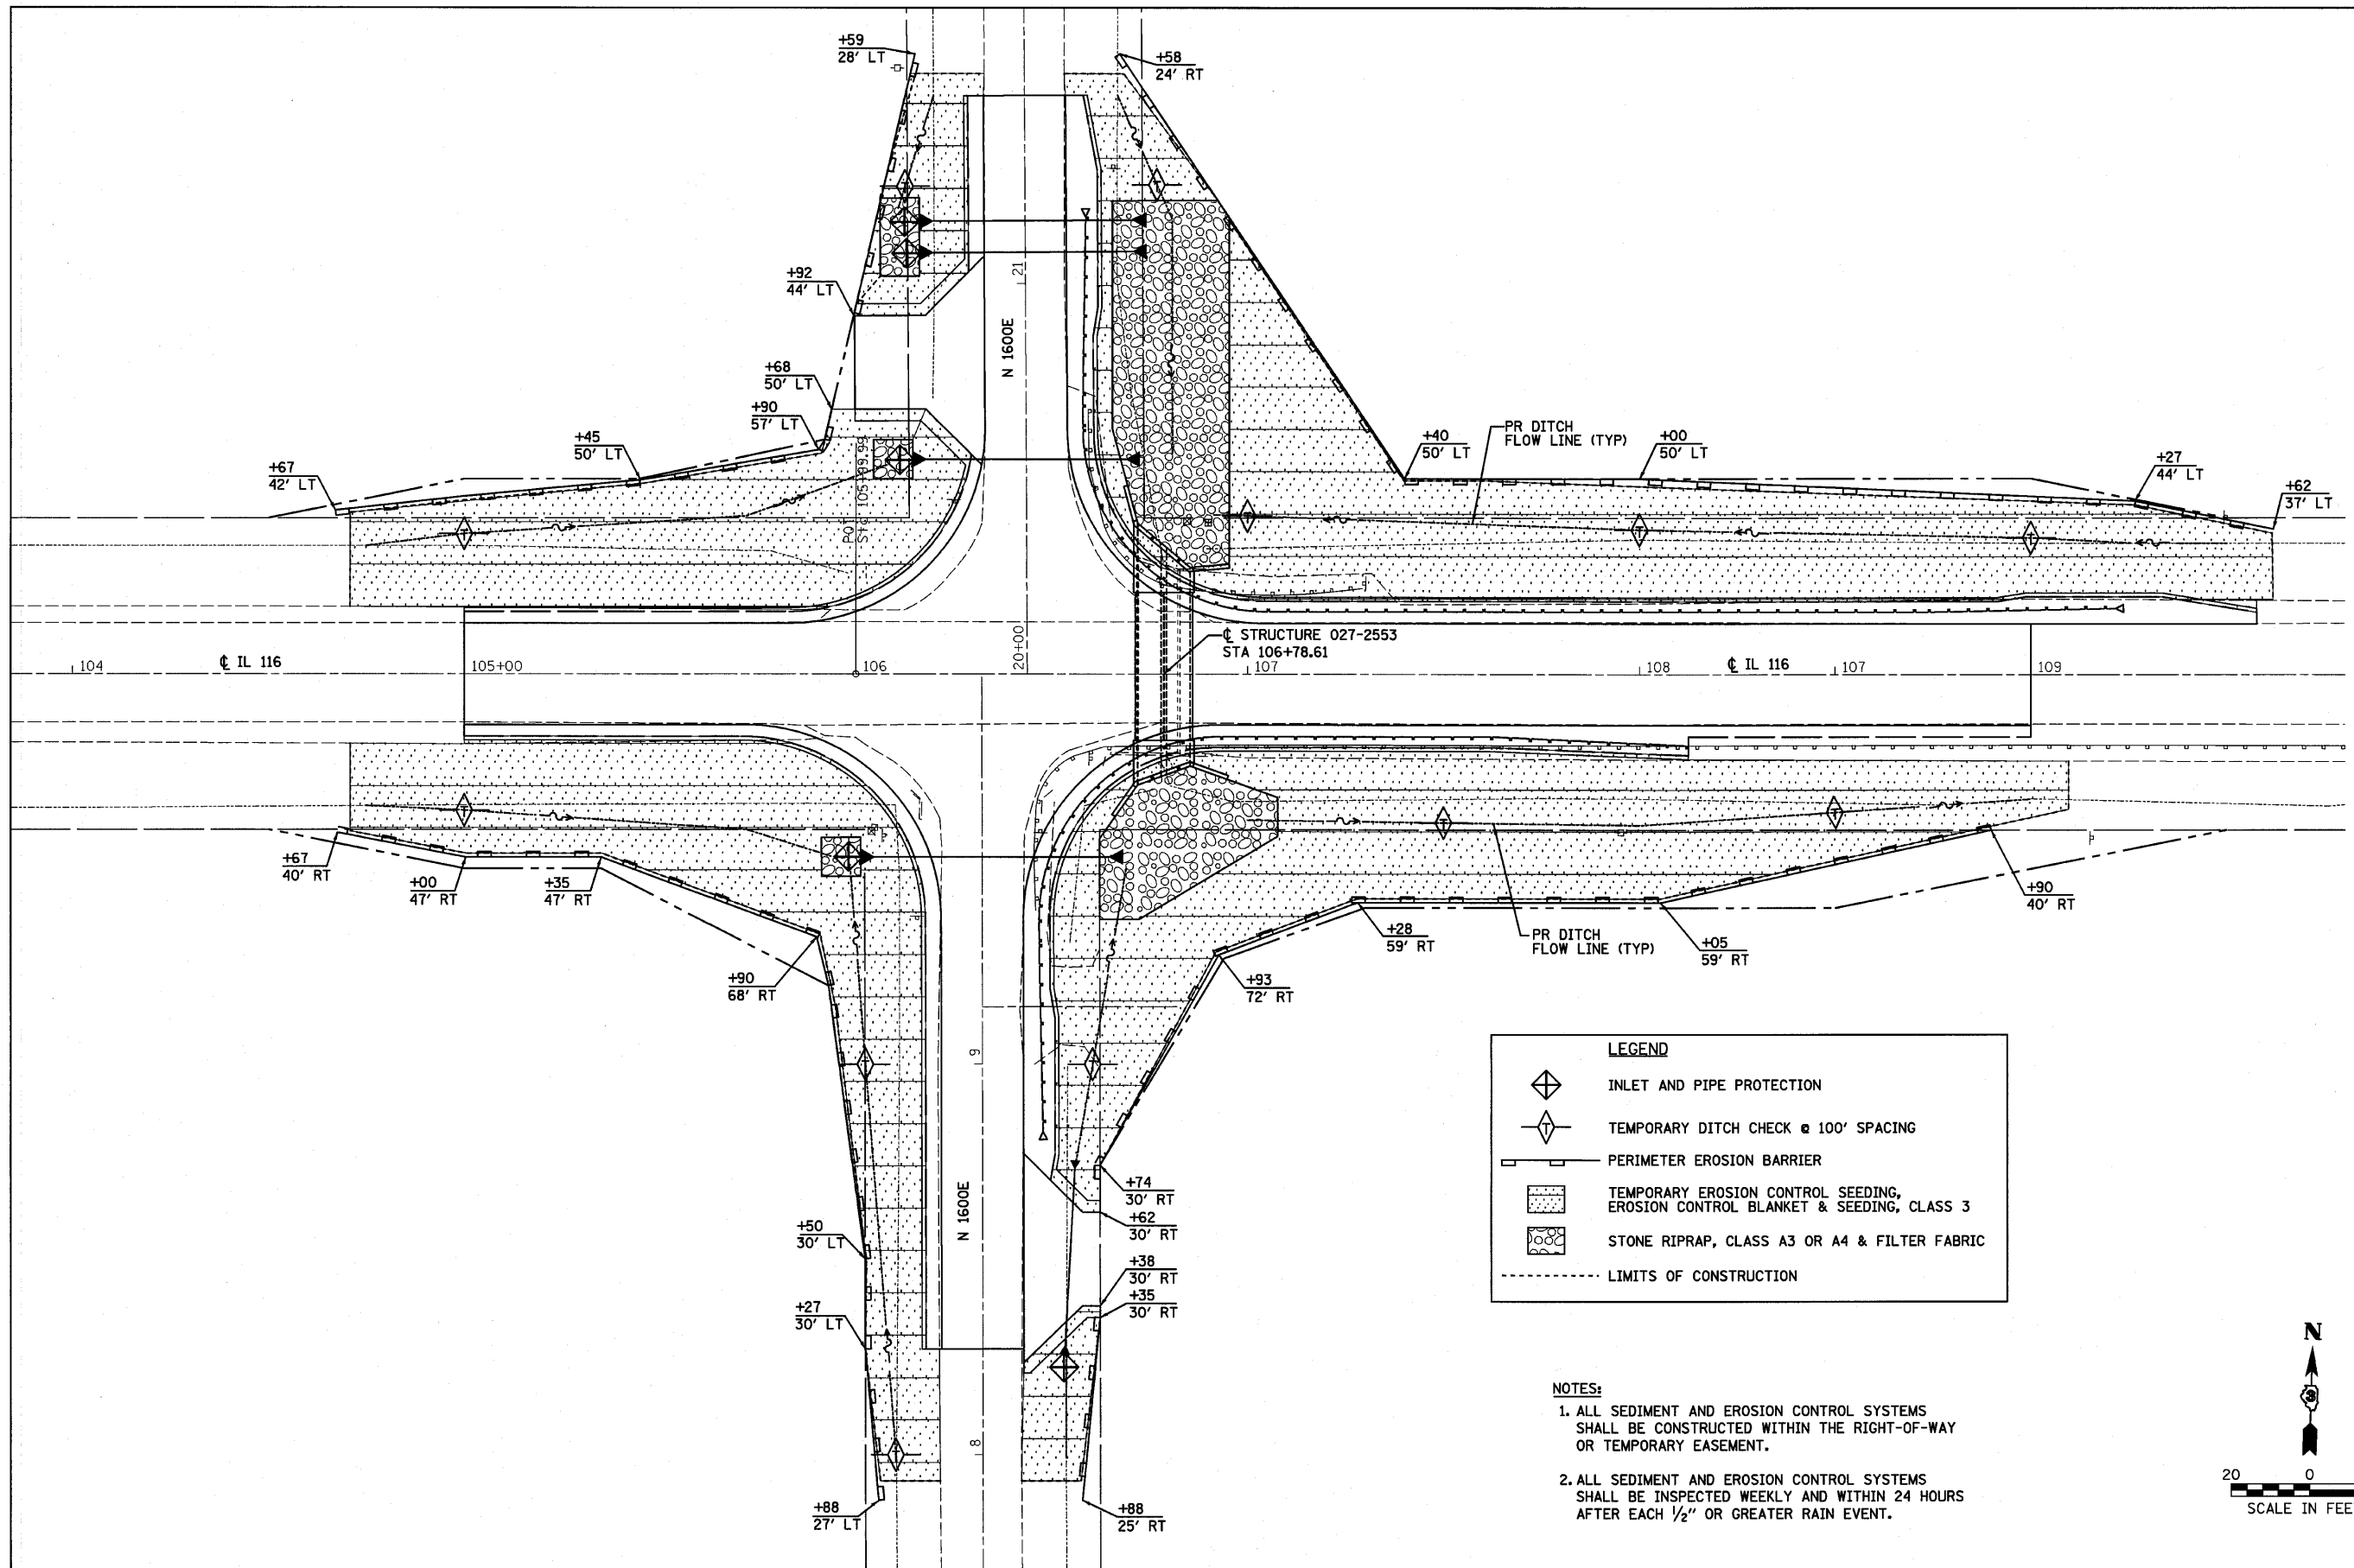 +59
28' LT
+58
24' RT
+92
44' LT
21
N 1600E
+68
50' LT
+90
57' LT
+45
50' LT
+67
42' LT
PR DITCH
FLOW LINE (TYP)
+40
50' LT
+00
50' LT
+27
44' LT
+62
37' LT
POT
Sta 105+99.99
℄ STRUCTURE 027-2553
STA 106+78.61
20+00
104
℄ IL 116
105+00
106
107
108
℄ IL 116
107
109
+67
40' RT
+00
47' RT
+35
47' RT
+90
68' RT
+28
59' RT
PR DITCH
FLOW LINE (TYP)
+05
59' RT
+90
40' RT
+93
72' RT
9
N 1600E
+74
30' RT
+62
30' RT
+50
30' LT
+38
30' RT
+35
30' RT
+27
30' LT
8
+88
27' LT
+88
25' RT
LEGEND
INLET AND PIPE PROTECTION
T TEMPORARY DITCH CHECK @ 100' SPACING
PERIMETER EROSION BARRIER
TEMPORARY EROSION CONTROL SEEDING,
EROSION CONTROL BLANKET & SEEDING, CLASS 3
STONE RIPRAP, CLASS A3 OR A4 & FILTER FABRIC
LIMITS OF CONSTRUCTION
NOTES:
1. ALL SEDIMENT AND EROSION CONTROL SYSTEMS
SHALL BE CONSTRUCTED WITHIN THE RIGHT-OF-WAY
OR TEMPORARY EASEMENT.
2. ALL SEDIMENT AND EROSION CONTROL SYSTEMS
SHALL BE INSPECTED WEEKLY AND WITHIN 24 HOURS
AFTER EACH 1/2" OR GREATER RAIN EVENT.
N
3
20 0
SCALE IN FEE